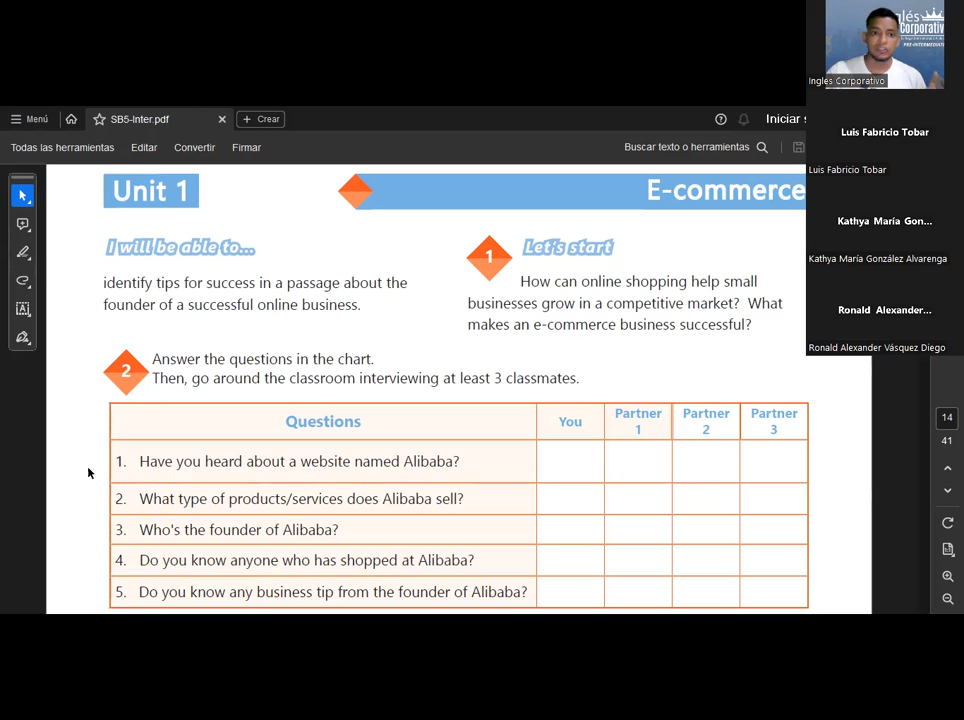 glés
Corporativ
PRE-INTERMEDIATE
Ingles Corporativo
Menú
SB5-Inter.pdf
Crear
Iniciar s
Todas las herramientas
Editar
Convertir
Firmar
Buscar texto o herramientas
Luis Fabricio Tobar
Luis Fabricio Tobar
Kathya María Gon...
Kathya María González Alvarenga
Ronald Alexander...
Ronald Alexander Vásquez Diego
Unit 1
E-commerce
I will be able to...
identify tips for success in a passage about the
founder of a successful online business.
1
Let's start
How can online shopping help small
businesses grow in a competitive market? What
makes an e-commerce business successful?
2
Answer the questions in the chart.
Then, go around the classroom interviewing at least 3 classmates.
Questions
You
Partner
1
Partner
2
Partner
3
1. Have you heard about a website named Alibaba?
2. What type of products/services does Alibaba sell?
3. Who's the founder of Alibaba?
4. Do you know anyone who has shopped at Alibaba?
5. Do you know any business tip from the founder of Alibaba?
14
41